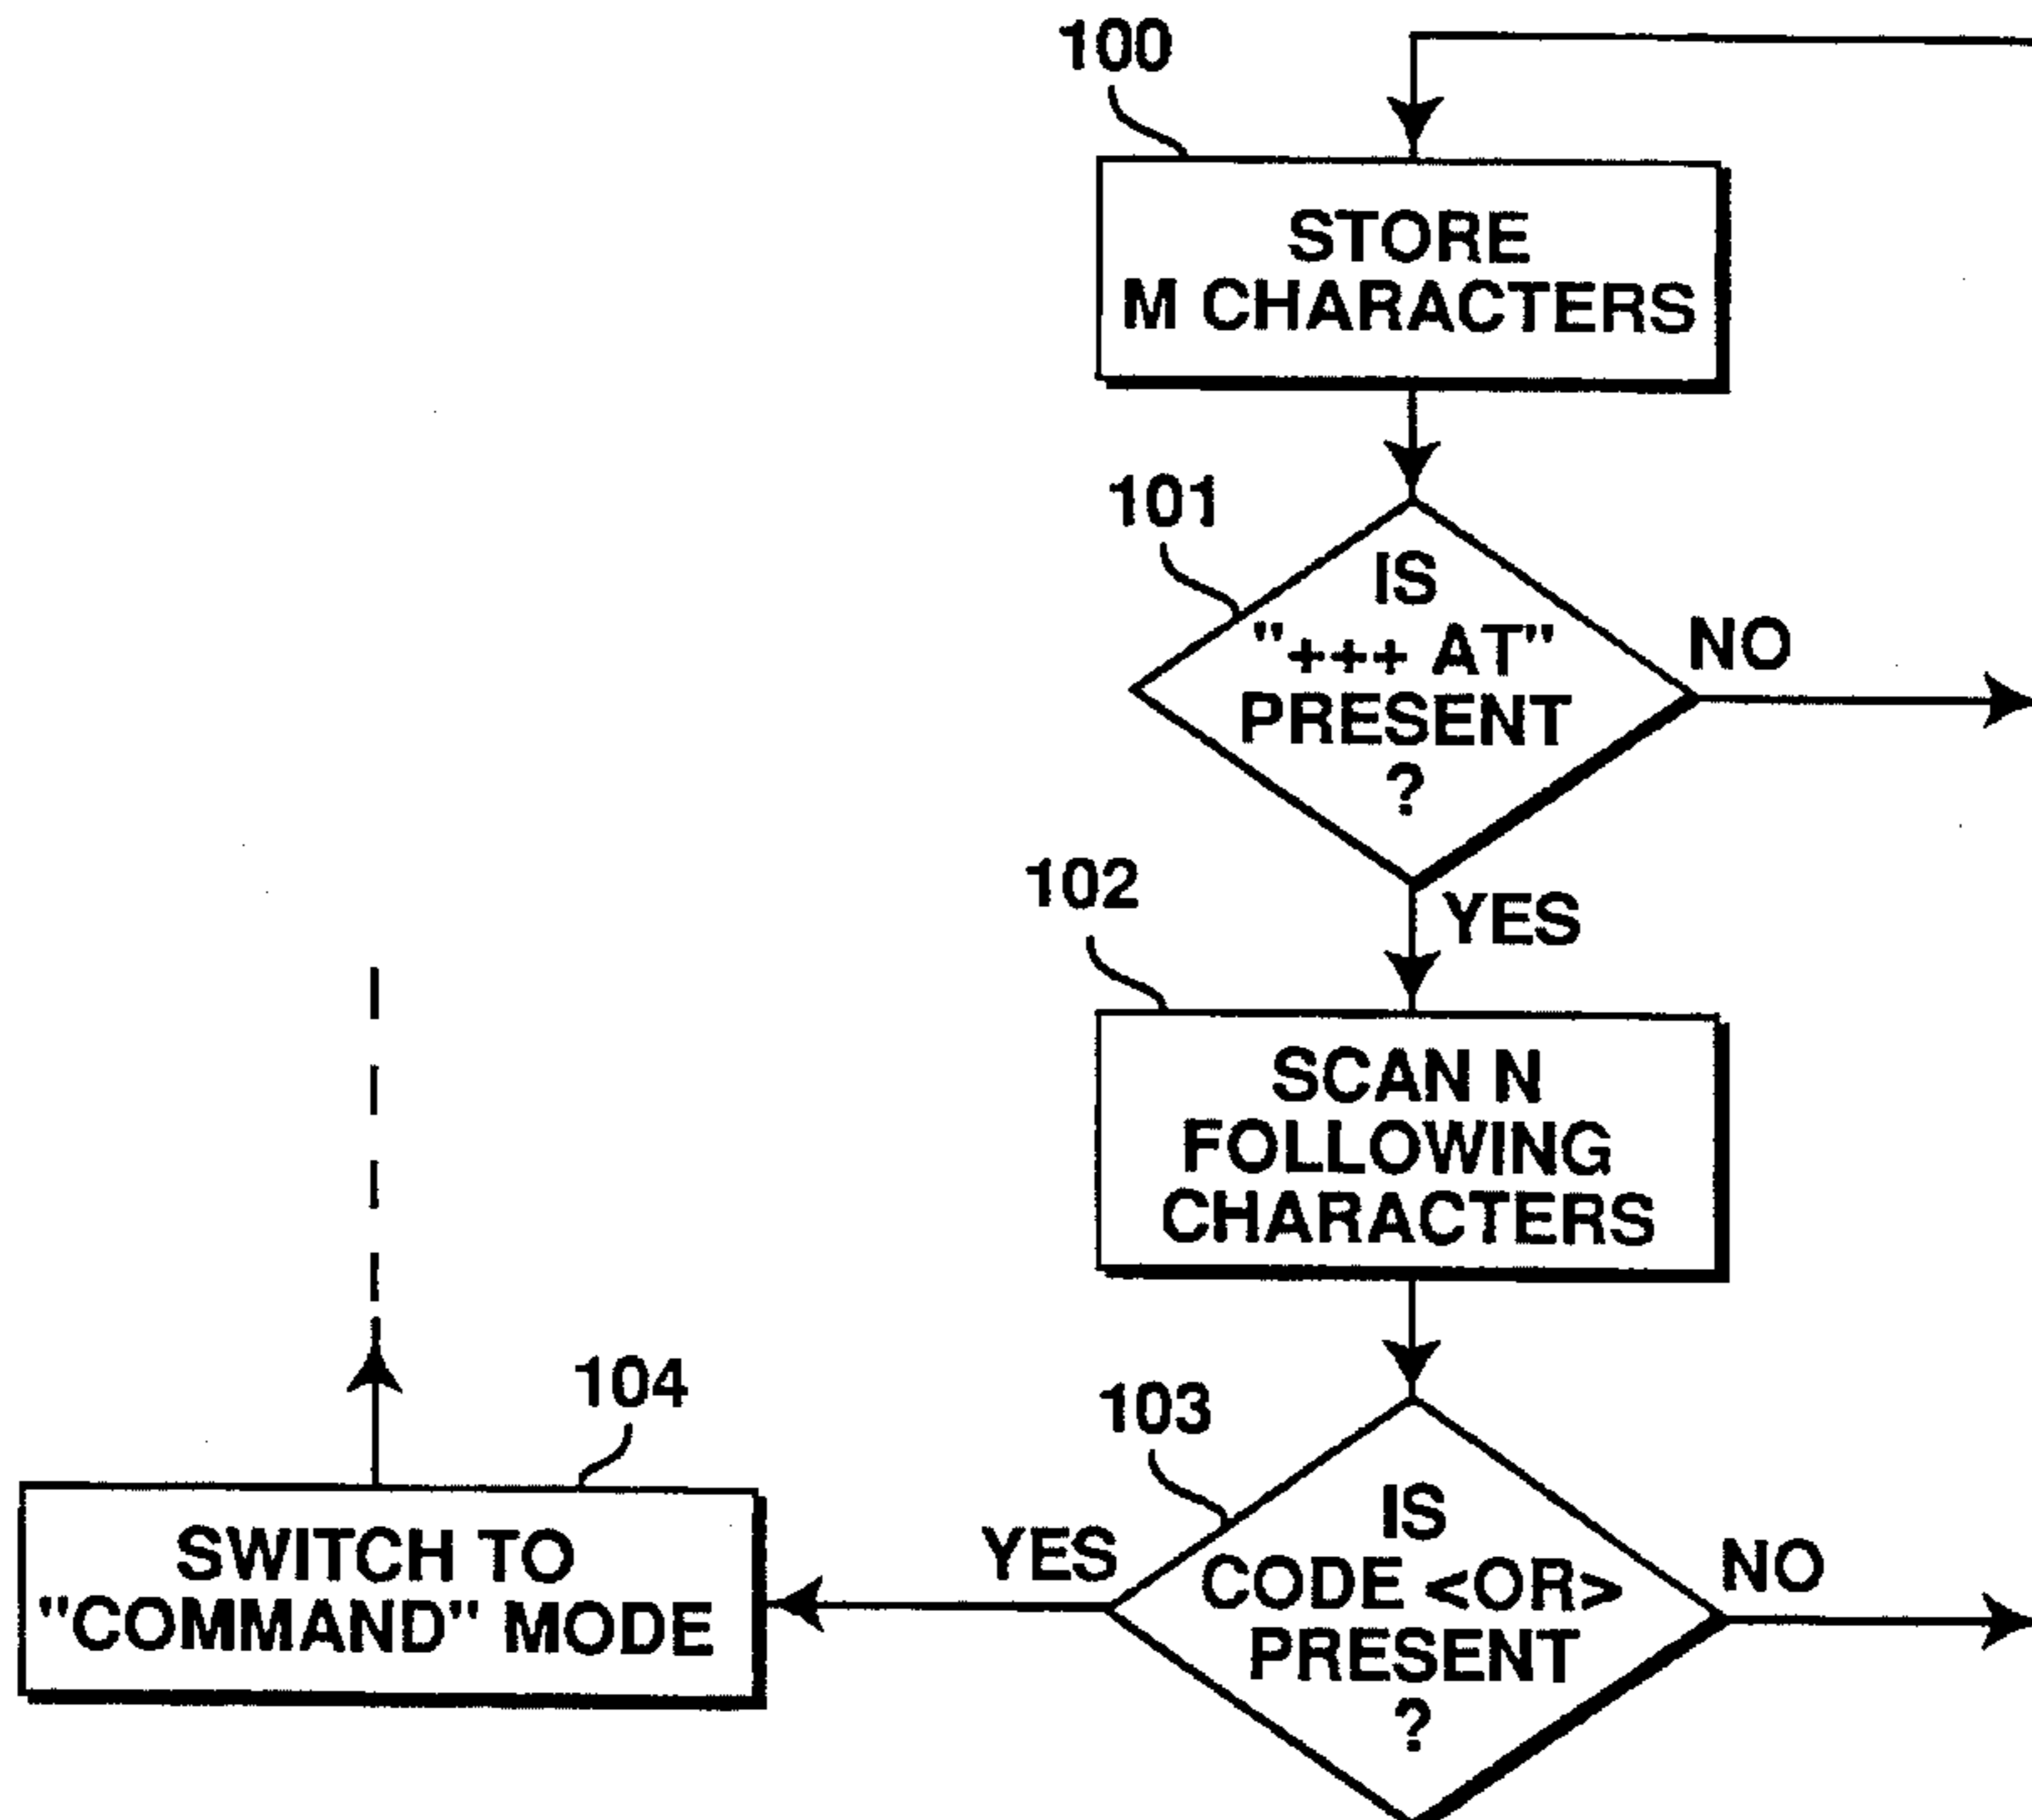 100
STORE
M CHARACTERS
101
IS
"+++ AT"
PRESENT
?
NO
YES
102
SCAN N
FOLLOWING
CHARACTERS
103
IS
CODE <OR>
PRESENT
?
NO
YES
104
SWITCH TO
"COMMAND" MODE